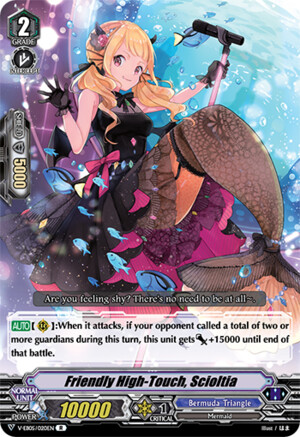 2
GRADE
5000
Are you feeling shy? There's no need to be at all~.
AUTO [ ]:When it attacks, if your opponent called a total of two or
more guardians during this turn, this unit gets +15000 until end of
that battle.
NORMAL
UNIT
Friendly High-Touch, Scioltia
POWER
10000
1
CRITICAL
Bermuda Triangle
Mermaid
V-EB05/020EN R